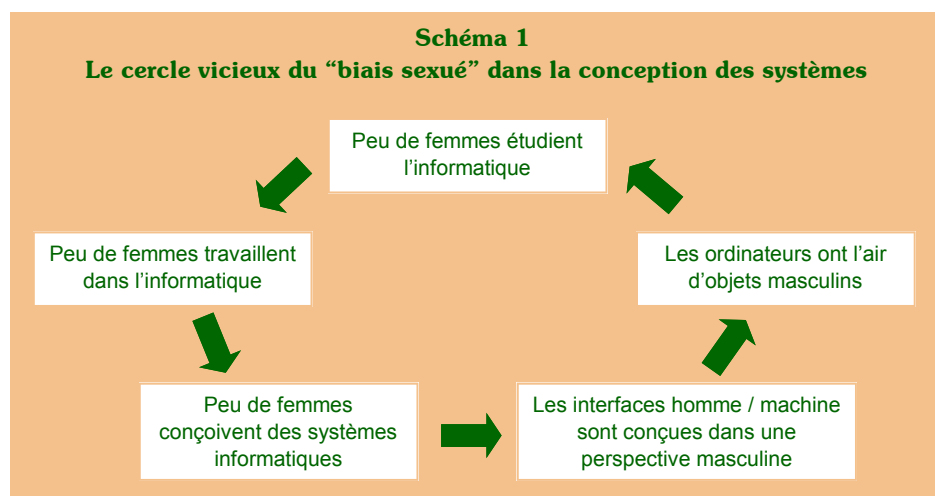 Schéma 1
Le cercle vicieux du “biais sexué” dans la conception des systèmes
Peu de femmes étudient
l’informatique
Peu de femmes travaillent
dans l’informatique
Les ordinateurs ont l’air
d’objets masculins
Peu de femmes
conçoivent des systèmes
informatiques
Les interfaces homme / machine
sont conçues dans une
perspective masculine